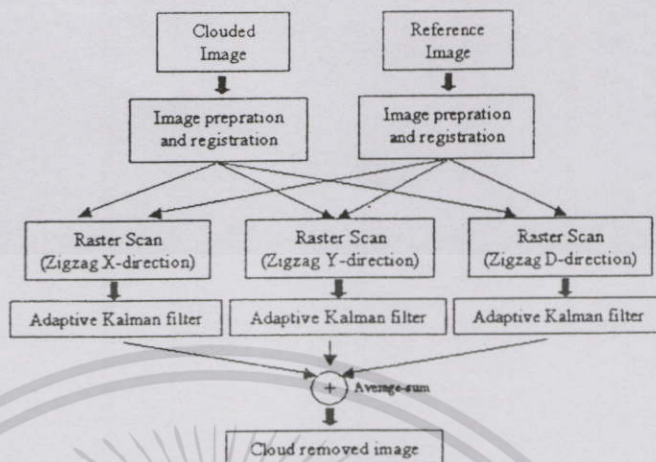 Clouded
Image
Reference
Image
Image prepration
and registration
Image prepration
and registration
Raster Scan
(Zigzag X-direction)
Raster Scan
(Zigzag Y-direction)
Raster Scan
(Zigzag D-direction)
Adaptive Kalman filter
Adaptive Kalman filter
Adaptive Kalman filter
+
Average-sum
Cloud removed image